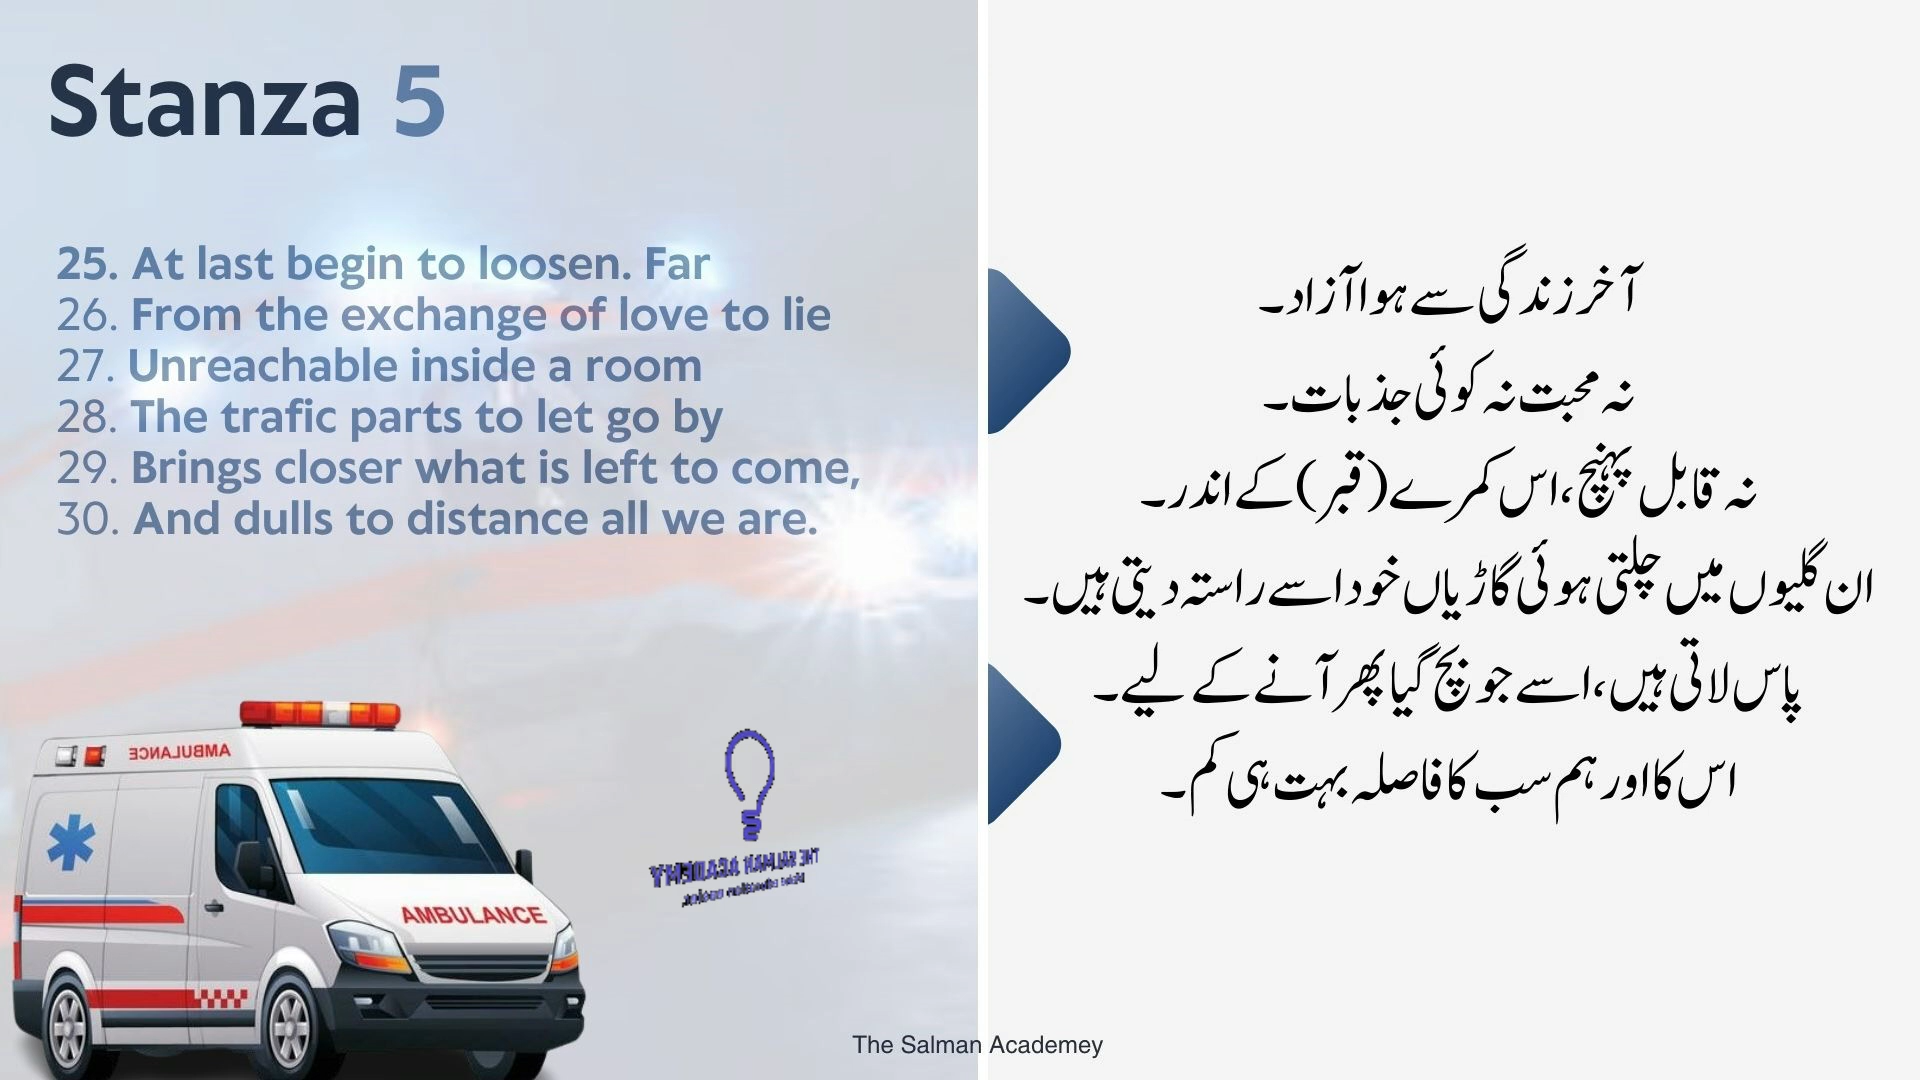 Stanza 5
25. At last begin to loosen. Far
26. From the exchange of love to lie
27. Unreachable inside a room
28. The trafic parts to let go by
29. Brings closer what is left to come,
30. And dulls to distance all we are.
آخر زندگی سے ہوا آزاد۔
نہ محبت نہ کوئی جذبات۔
نہ قابل پہنچ، اس کمرے (قبر) کے اندر۔
ان گلیوں میں چلتی ہوئی گاڑیاں خود اسے راستہ دیتی ہیں۔
پاس لاتی ہیں، اسے جو بچ گیا پھر آنے کے لیے۔
اس کا اور ہم سب کا فاصلہ بہت ہی کم۔
AMBULANCE
AMBULANCE
THE SALMAN ACADEMY
The Salman Academey